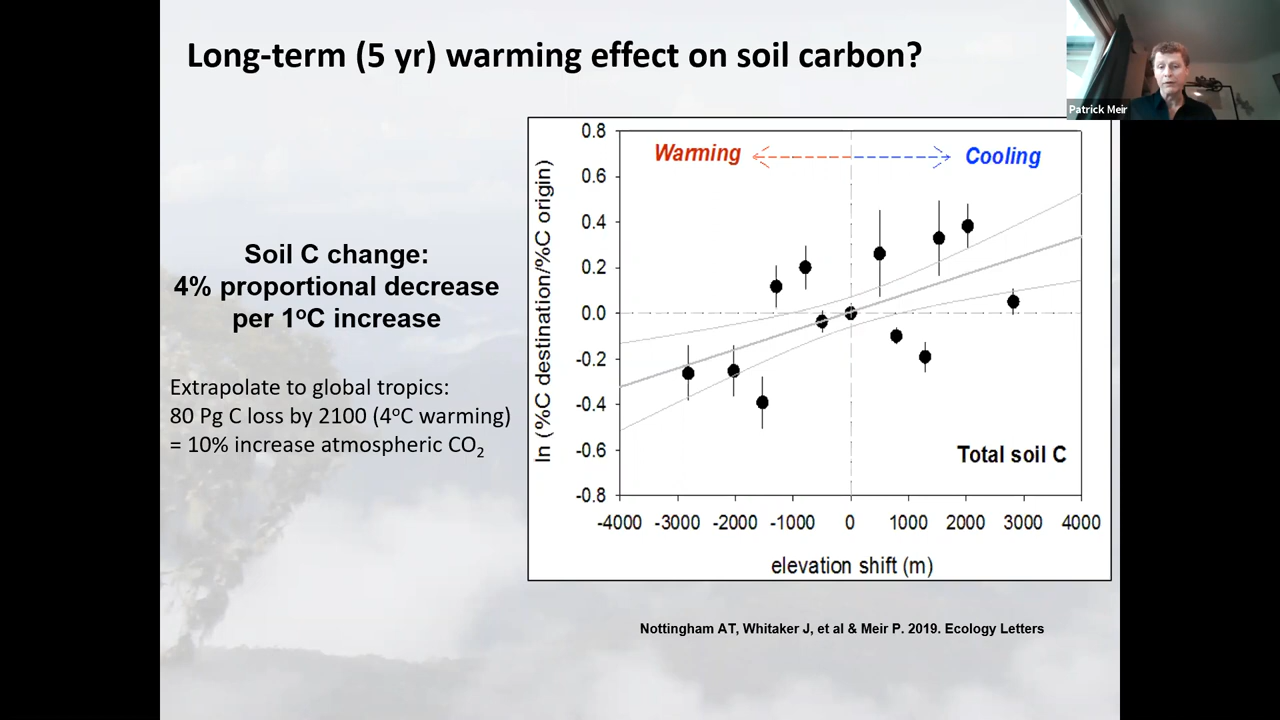 Long-term (5 yr) warming effect on soil carbon?
Patrick Meir
Soil C change:
4% proportional decrease
per 1ºC increase
Extrapolate to global tropics:
80 Pg C loss by 2100 (4ºC warming)
= 10% increase atmospheric CO₂
ln (%C destination/%C origin)
0.8
0.6
0.4
0.2
0.0
-0.2
-0.4
-0.6
-0.8
Warming
Cooling
Total soil C
-4000 -3000 -2000 -1000 0 1000 2000 3000 4000
elevation shift (m)
Nottingham AT, Whitaker J, et al & Meir P. 2019. Ecology Letters